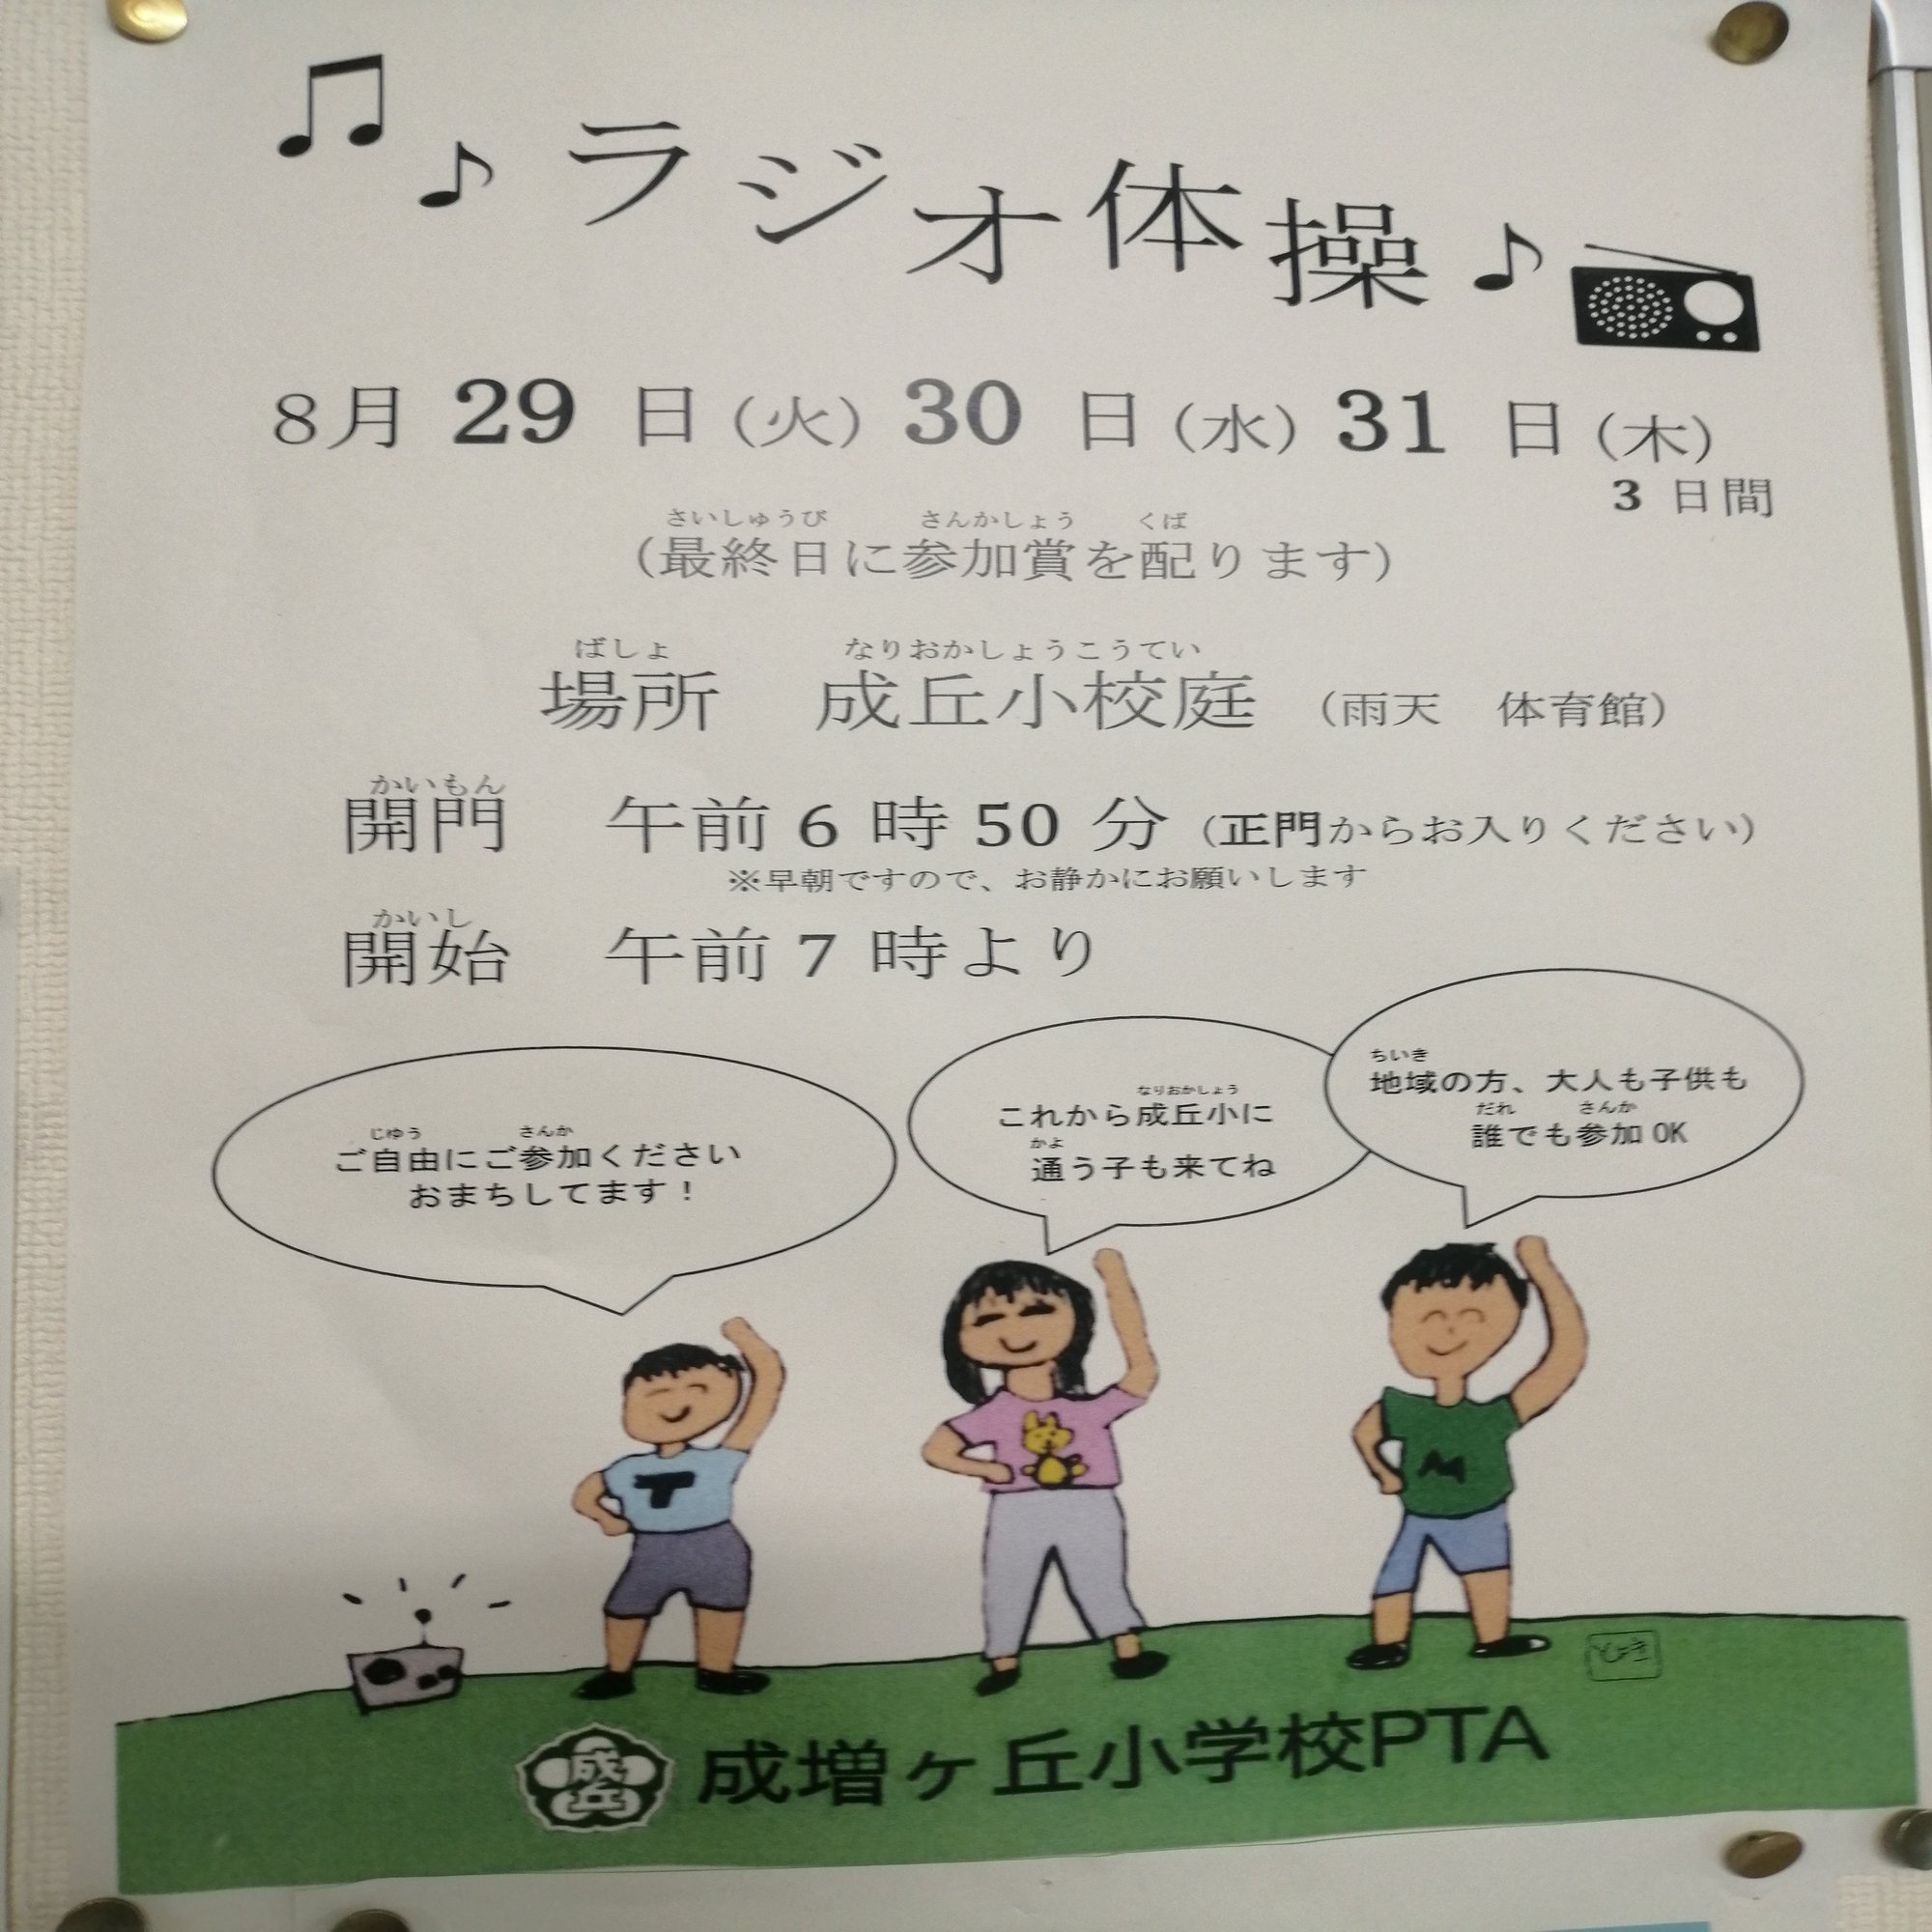 ラジオ体操
8月 29 日（火）30 日（水）31 日（木）
3 日間
さいしゅうび さんかしょう くば
（最終日に参加賞を配ります）
ばしょ なりおかしょうこうてい
場所 成丘小校庭 （雨天 体育館）
かいもん
開門 午前 6 時 50 分（正門からお入りください）
※早朝ですので、お静かにお願いします
かいし
開始 午前 7 時より
じゆう さんか
ご自由にご参加ください
おまちしてます！
なりおかしょう
これから成丘小に
かよ
通う子も来てね
ちいき
地域の方、大人も子供も
だれ さんか
誰でも参加 OK
T
M
成丘
成増ヶ丘小学校PTA